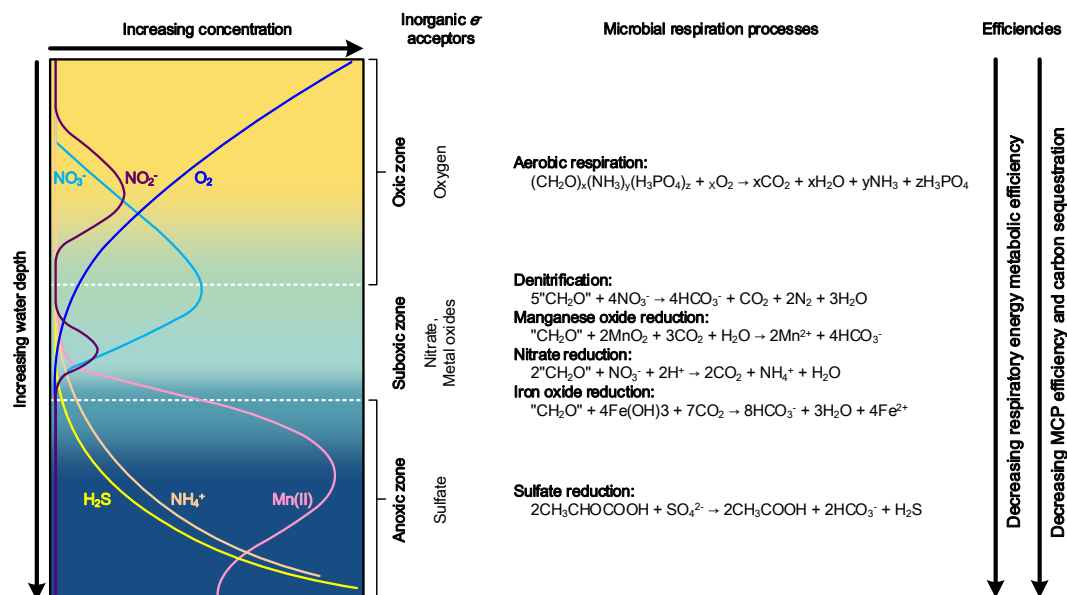 Increasing concentration
Inorganic e-
acceptors
Microbial respiration processes
Efficiencies
Increasing water depth
NO₃⁻
NO₂⁻
O₂
H₂S
NH₄⁺
Mn(II)
Oxic zone
Suboxic zone
Anoxic zone
Oxygen
Nitrate,
Metal oxides
Sulfate
Aerobic respiration:
(CH₂O)ₓ(NH₃)ᵧ(H₃PO₄)z + ₓO₂ → xCO₂ + xH₂O + yNH₃ + zH₃PO₄
Denitrification:
5"CH₂O" + 4NO₃⁻ → 4HCO₃⁻ + CO₂ + 2N₂ + 3H₂O
Manganese oxide reduction:
"CH₂O" + 2MnO₂ + 3CO₂ + H₂O → 2Mn²⁺ + 4HCO₃⁻
Nitrate reduction:
2"CH₂O" + NO₃⁻ + 2H⁺ → 2CO₂ + NH₄⁺ + H₂O
Iron oxide reduction:
"CH₂O" + 4Fe(OH)3 + 7CO₂ → 8HCO₃⁻ + 3H₂O + 4Fe²⁺
Sulfate reduction:
2CH₃CHOCOOH + SO₄²⁻ → 2CH₃COOH + 2HCO₃⁻ + H₂S
Decreasing respiratory energy metabolic efficiency
Decreasing MCP efficiency and carbon sequestration